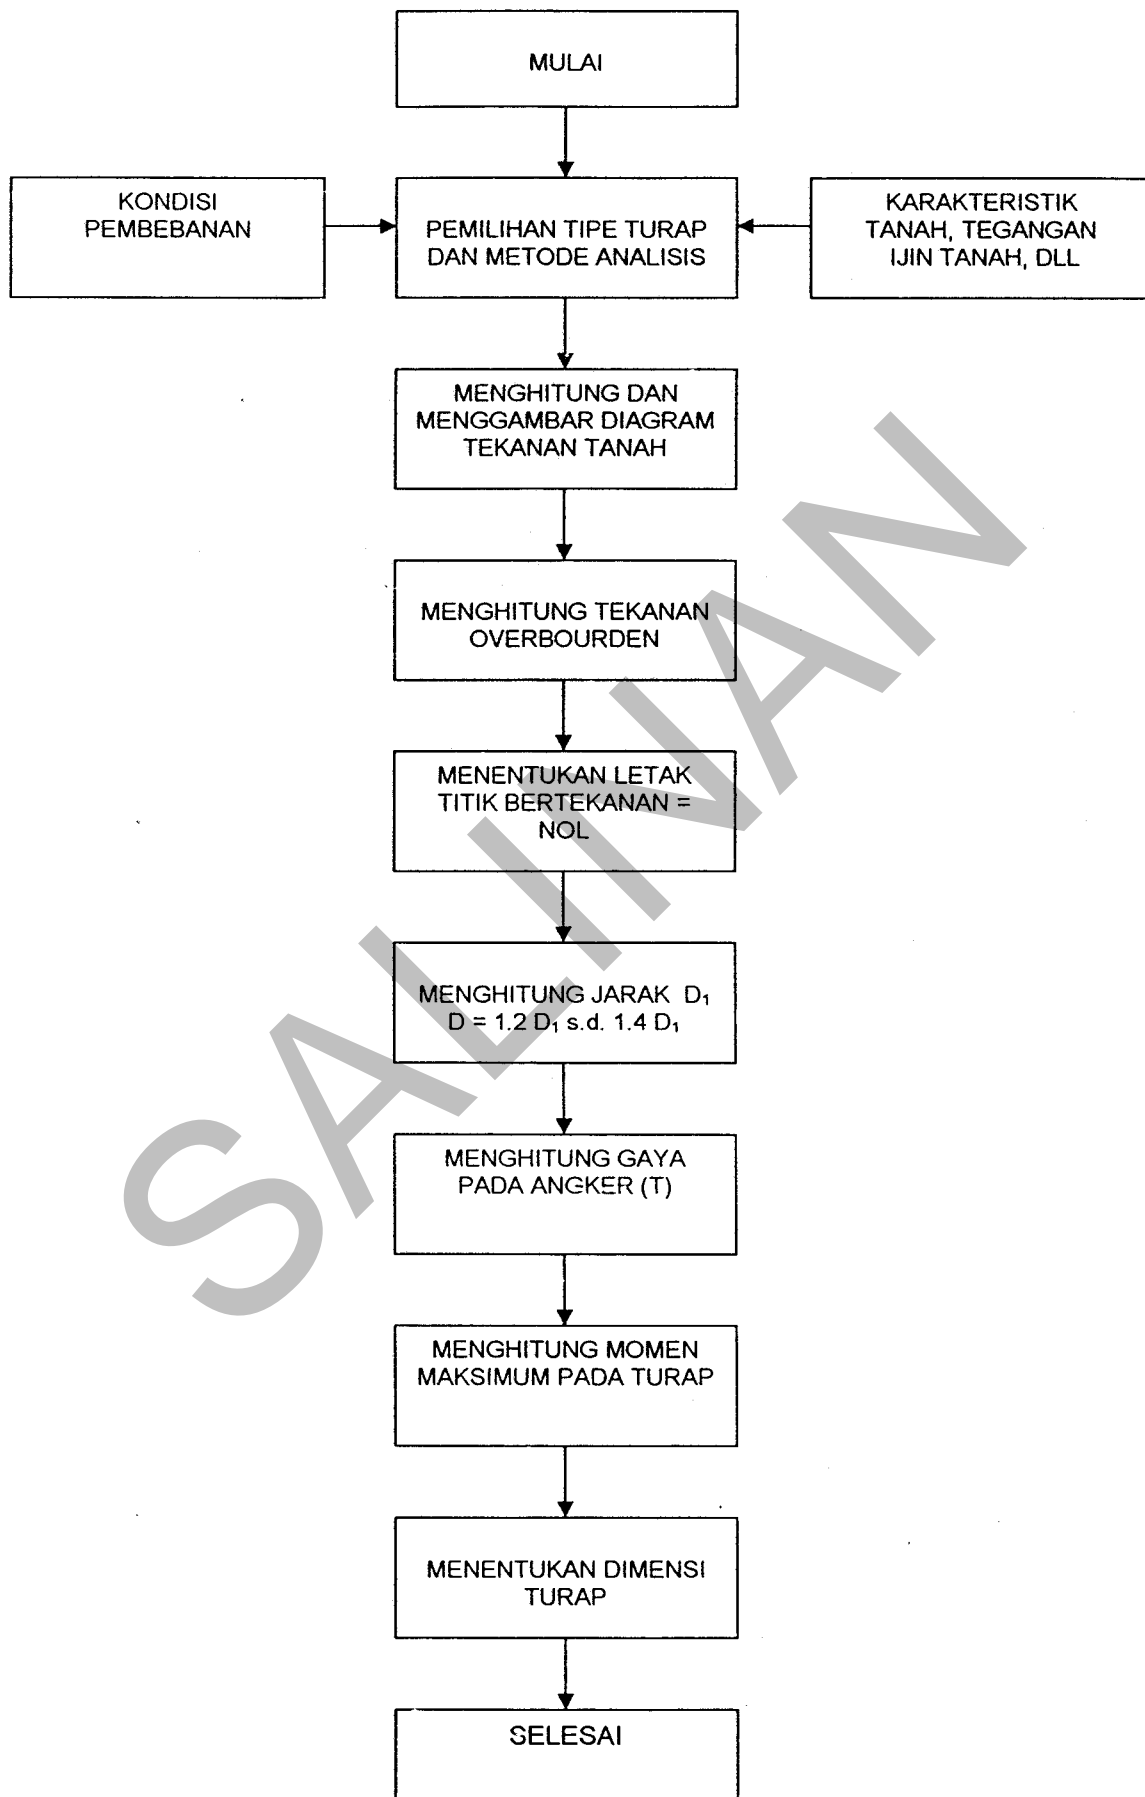 MULAI
KONDISI
PEMBEBANAN
PEMILIHAN TIPE TURAP
DAN METODE ANALISIS
KARAKTERISTIK
TANAH, TEGANGAN
IJIN TANAH, DLL
MENGHITUNG DAN
MENGGAMBAR DIAGRAM
TEKANAN TANAH
MENGHITUNG TEKANAN
OVERBOURDEN
MENENTUKAN LETAK
TITIK BERTEKANAN =
NOL
MENGHITUNG JARAK D₁
D = 1.2 D₁ s.d. 1.4 D₁
MENGHITUNG GAYA
PADA ANGKER (T)
MENGHITUNG MOMEN
MAKSIMUM PADA TURAP
MENENTUKAN DIMENSI
TURAP
SELESAI
SALINAN